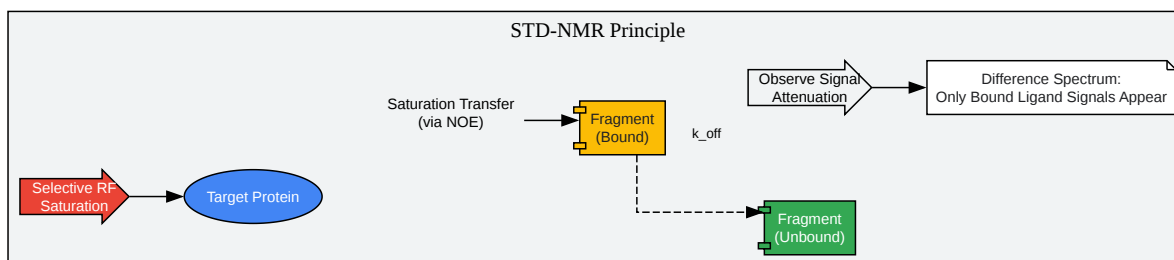 STD-NMR Principle
Observe Signal
Attenuation
Difference Spectrum:
Only Bound Ligand Signals Appear
Saturation Transfer
(via NOE)
Fragment
(Bound)
k_off
Selective RF
Saturation
Target Protein
Fragment
(Unbound)